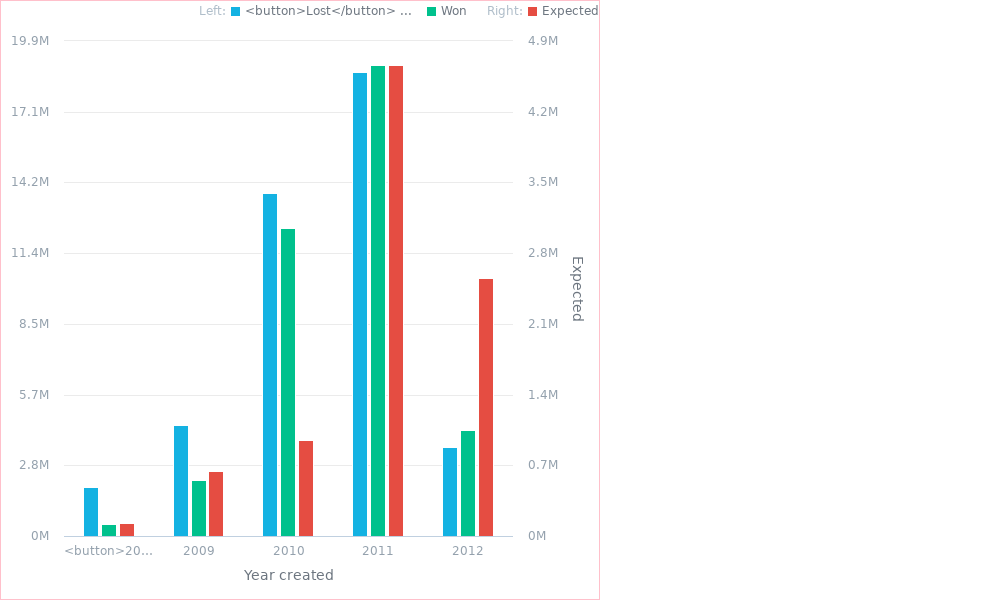 Left: <button>Lost</button> ... Won Right: Expected
19.9M 4.9M
17.1M 4.2M
14.2M 3.5M
11.4M 2.8M
8.5M 2.1M
5.7M 1.4M
2.8M 0.7M
0M 0M
Expected
<button>20... 2009 2010 2011 2012
Year created